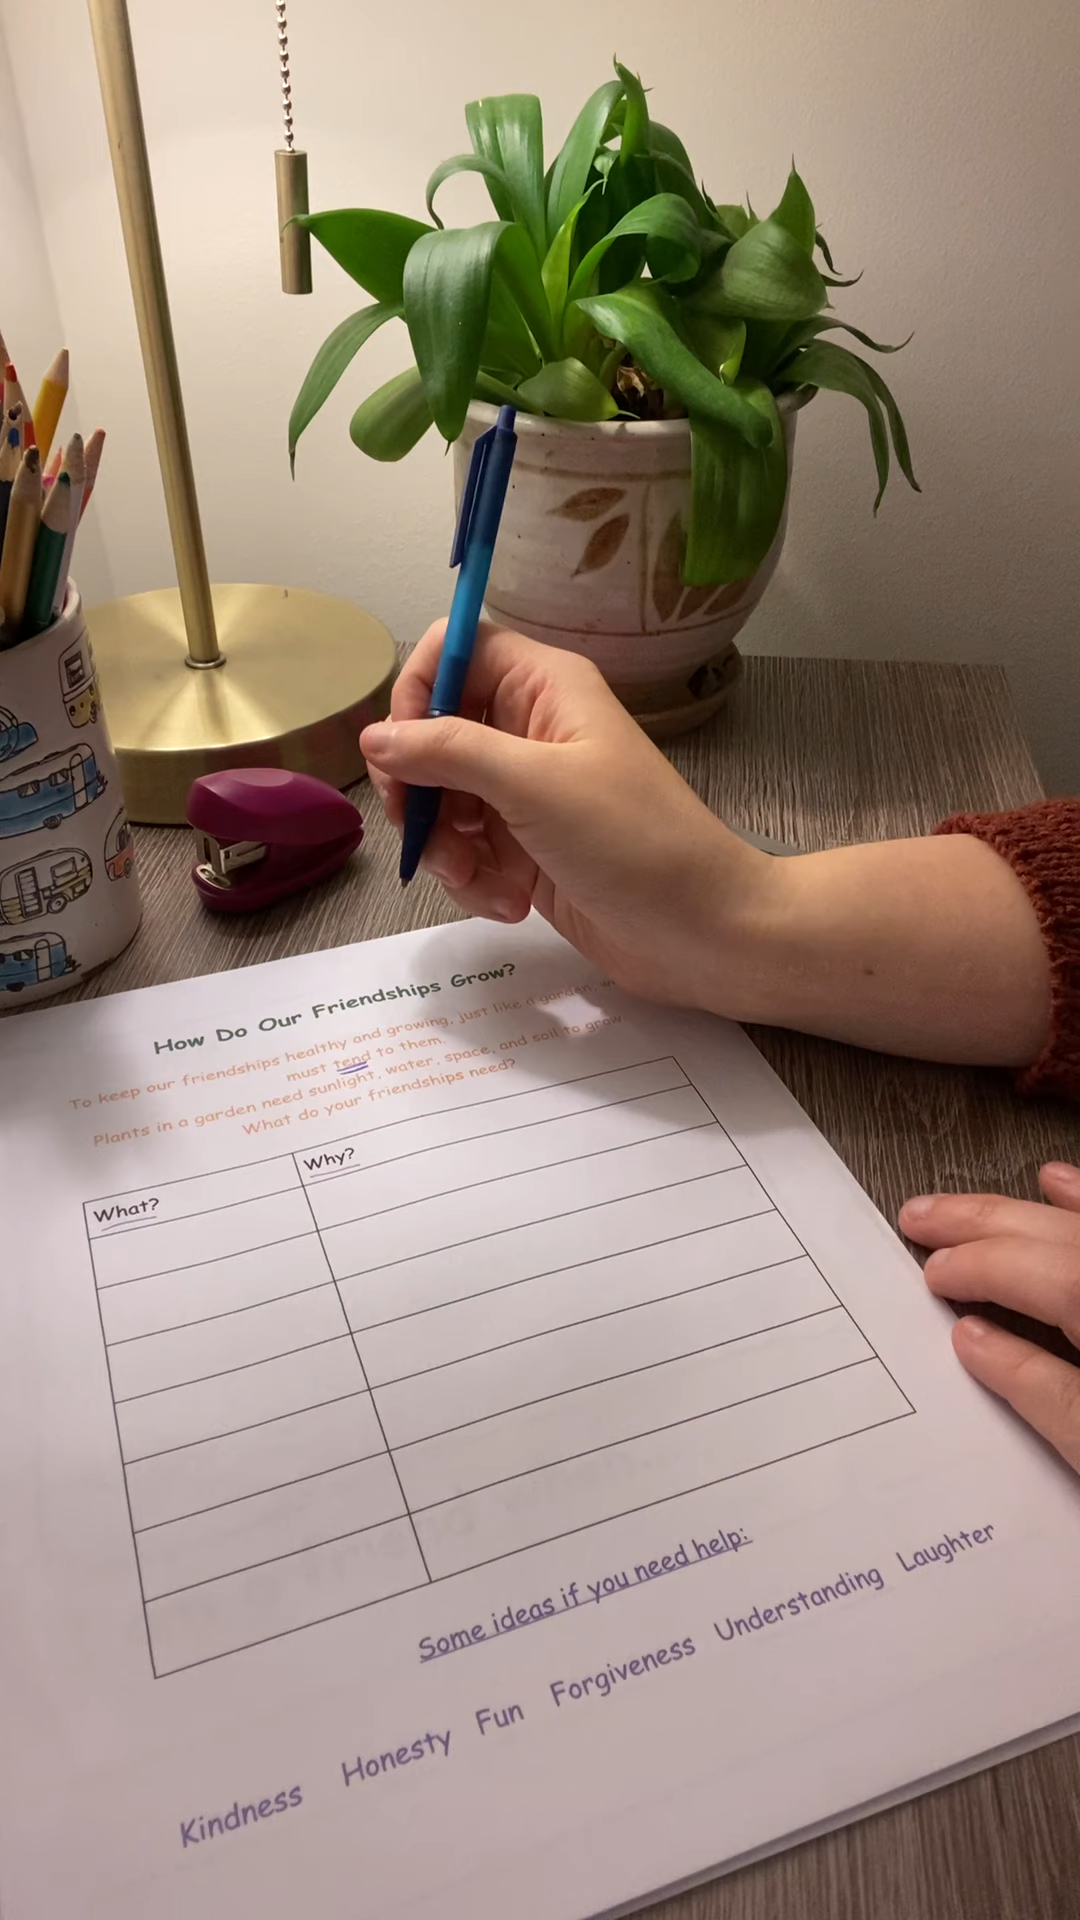 How Do Our Friendships Grow?
To keep our friendships healthy and growing, just like a garden, w
must tend to them.
Plants in a garden need sunlight, water, space, and soil to grow.
What do your friendships need?
What? Why?
Some ideas if you need help:
Kindness Honesty Fun Forgiveness Understanding Laughter